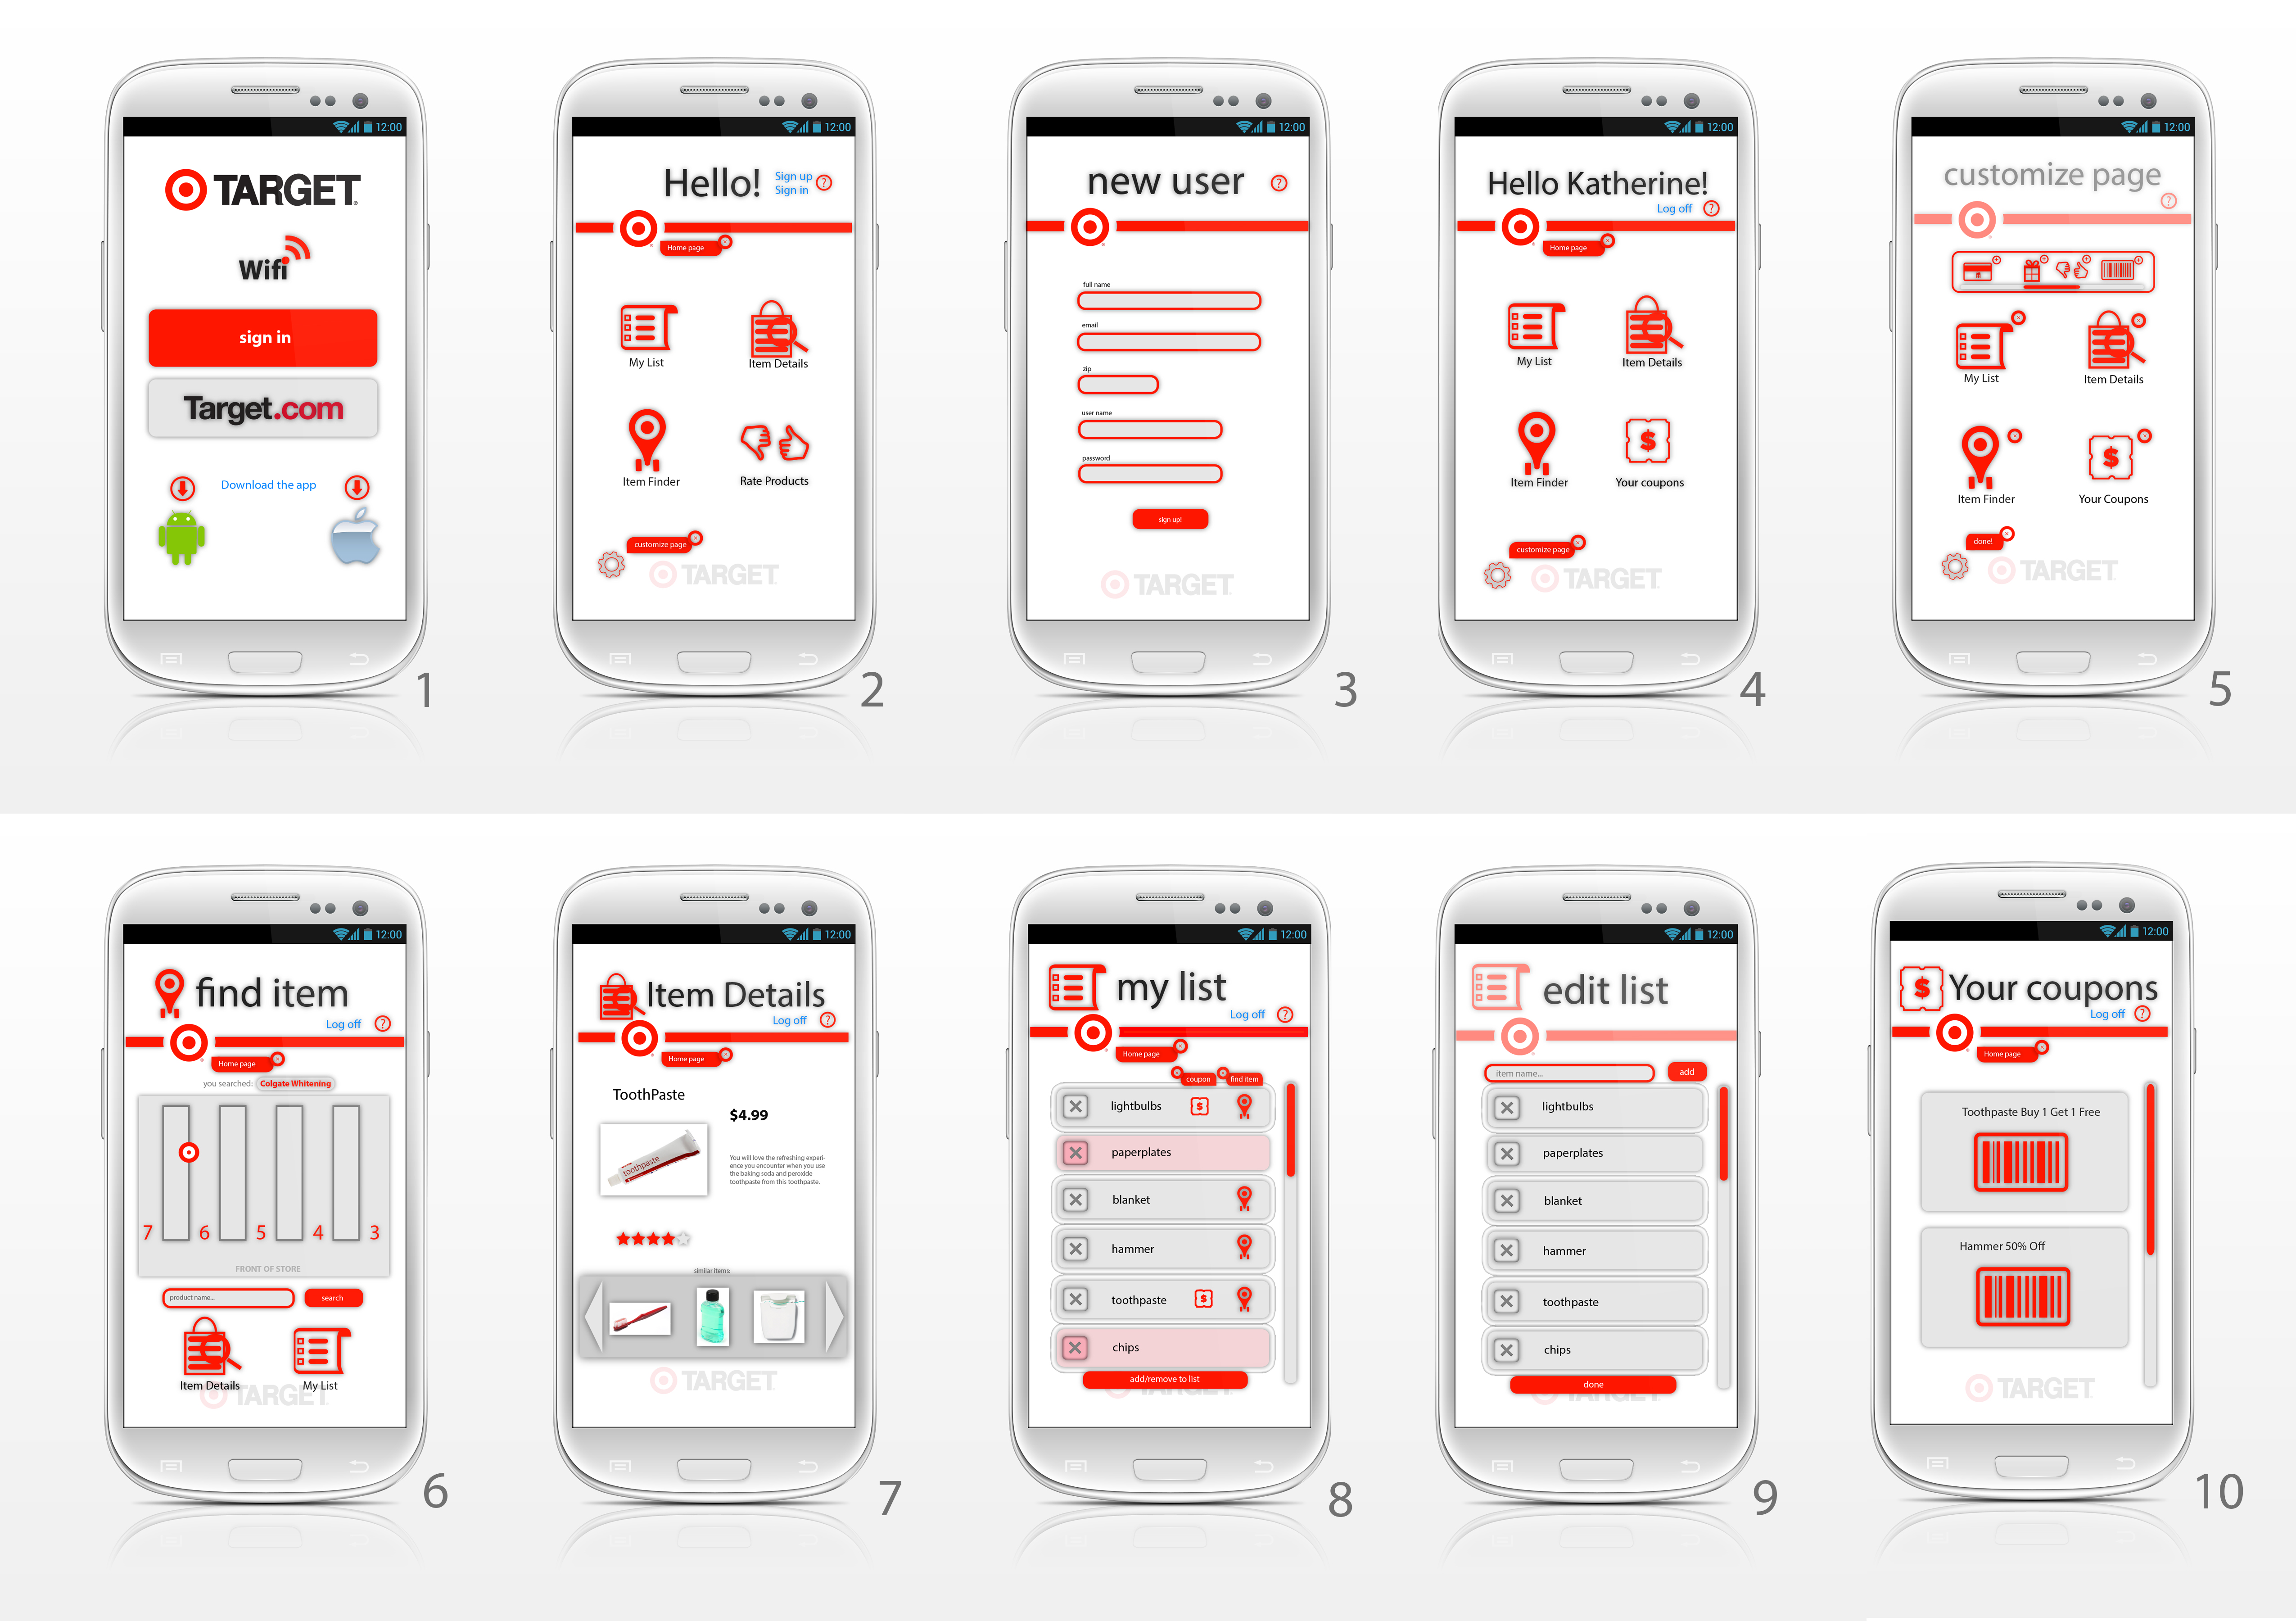 12:00
TARGET
Wifi
sign in
Target.com
Download the app
1
12:00
Hello!
Sign up
Sign in
?
Home page
My List
Item Details
Item Finder
Rate Products
customize page
TARGET
2
12:00
new user
?
full name
email
zip
user name
password
sign up!
TARGET
3
12:00
Hello Katherine!
Log off ?
Home page
My List
Item Details
Item Finder
$
Your coupons
customize page
TARGET
4
12:00
customize page
?
My List
Item Details
Item Finder
$
Your Coupons
done!
TARGET
5
12:00
find item
Log off ?
Home page
you searched: Colgate Whitening
7 6 5 4 3
FRONT OF STORE
product name...
search
Item Details
My List
TARGET
6
12:00
Item Details
Log off ?
Home page
ToothPaste
$4.99
toothpaste
You will love the refreshing experi-
ence you encounter when you use
the baking soda and peroxide
toothpaste from this toothpaste.
similar items:
TARGET
7
12:00
my list
Log off ?
Home page
coupon
find item
lightbulbs $
paperplates
blanket
hammer
toothpaste $
chips
add/remove to list
TARGET
8
12:00
edit list
item name...
add
lightbulbs
paperplates
blanket
hammer
toothpaste
chips
done
TARGET
9
12:00
$ Your coupons
Log off ?
Home page
Toothpaste Buy 1 Get 1 Free
Hammer 50% Off
TARGET
10